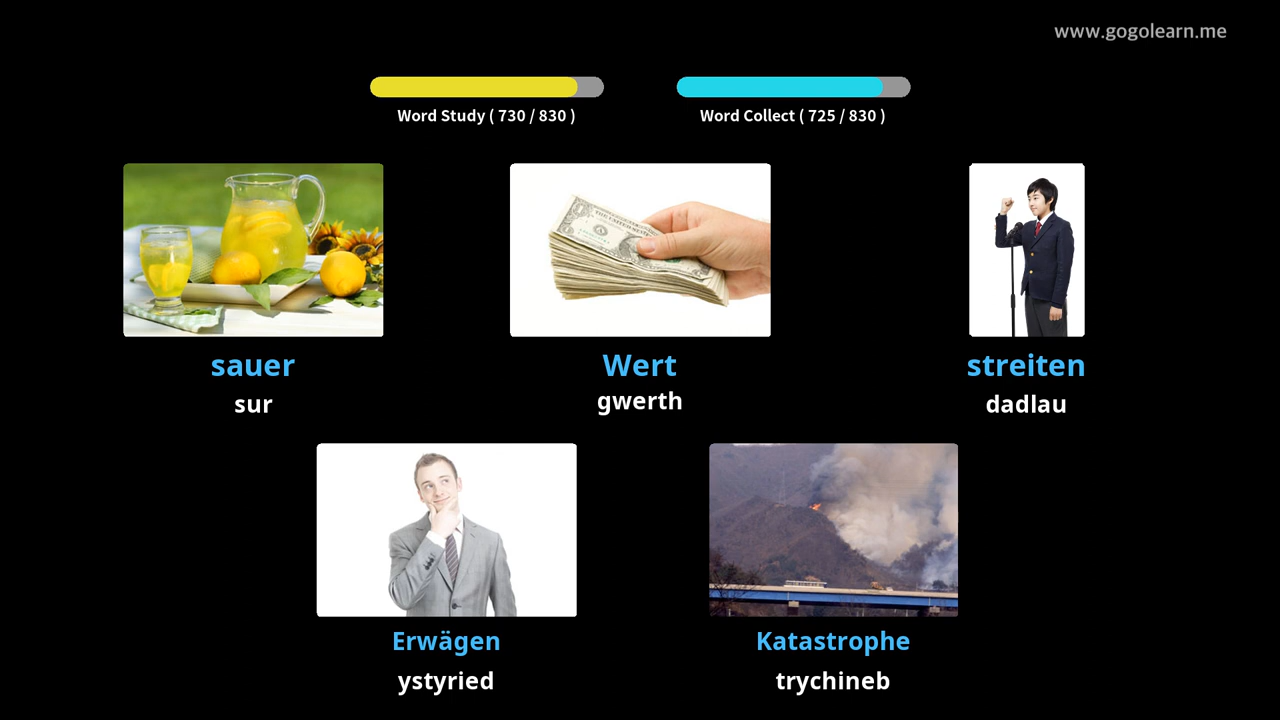 www.gogolearn.me
Word Study ( 730 / 830 )
Word Collect ( 725 / 830 )
sauer
sur
Wert
gwerth
streiten
dadlau
Erwägen
ystyried
Katastrophe
trychineb